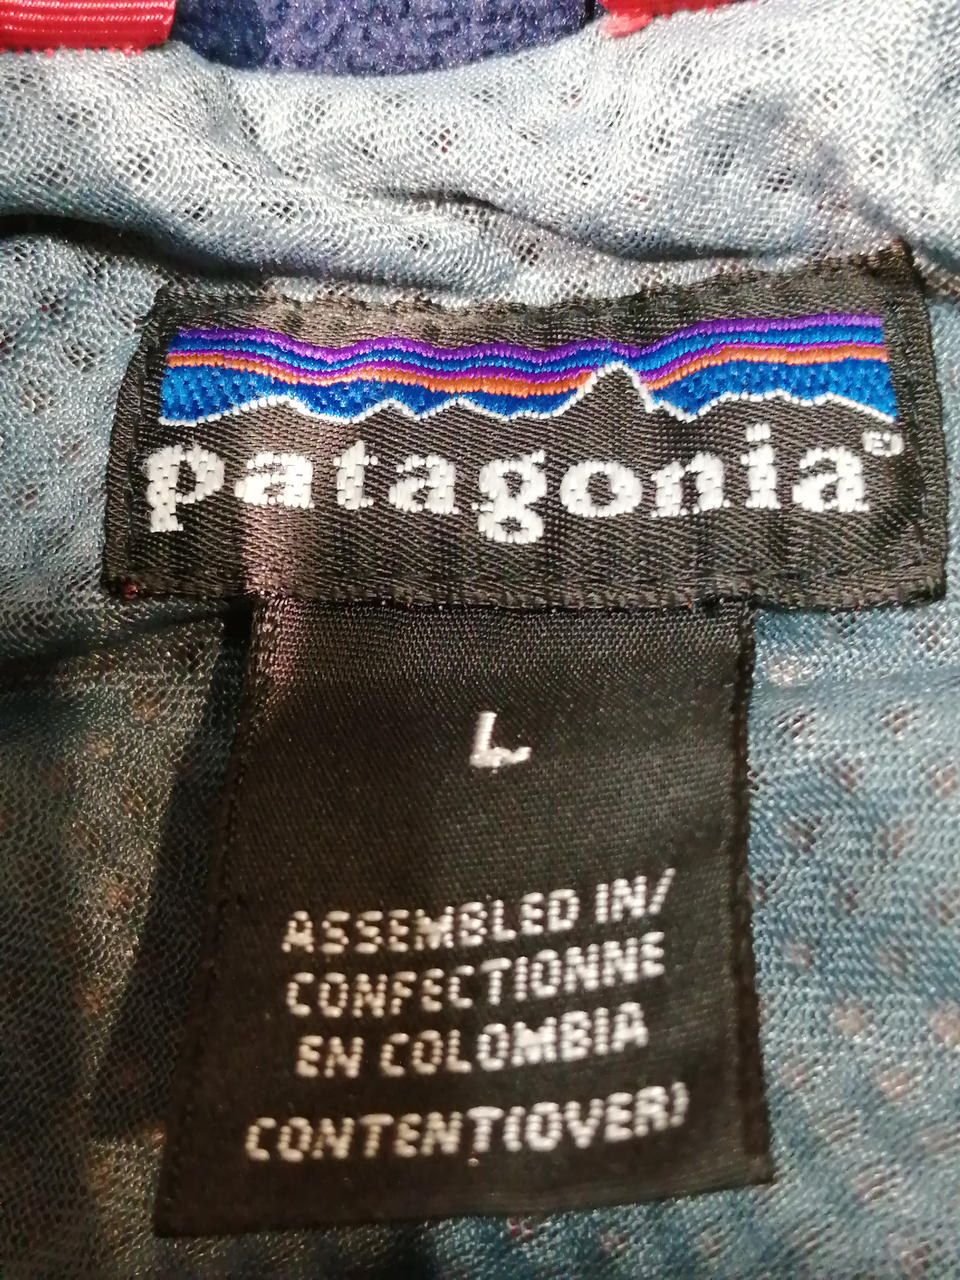 patagonia®
L
ASSEMBLED IN/
CONFECTIONNE
EN COLOMBIA
CONTENT(OVER)